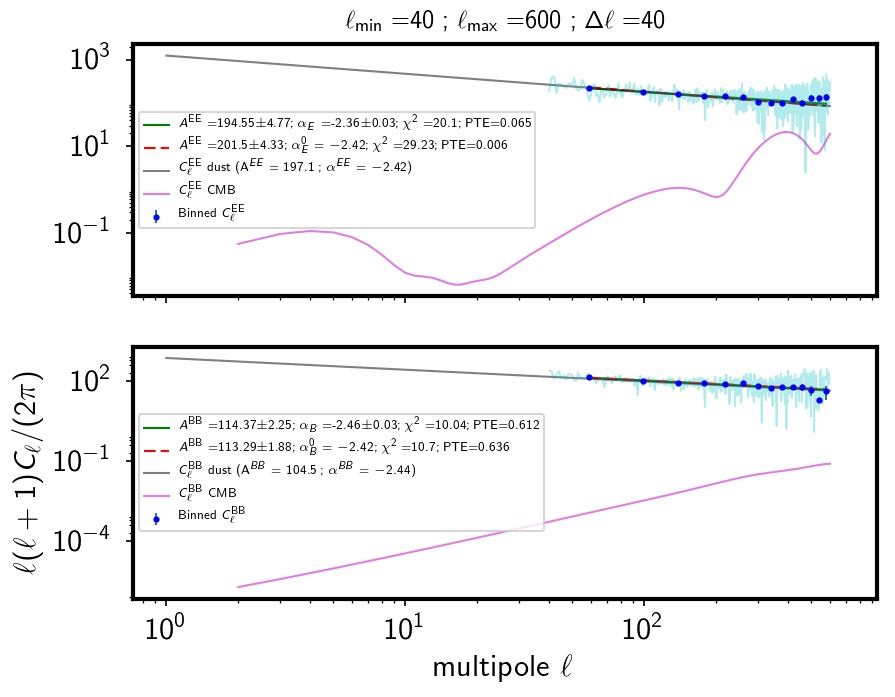 ℓmin =40 ; ℓmax =600 ; Δℓ =40
10³
10¹
10⁻¹
A^EE =194.55±4.77; α_E =-2.36±0.03; χ² =20.1; PTE=0.065
A^EE =201.5±4.33; α_E^0 = −2.42; χ² =29.23; PTE=0.006
C_ℓ^EE dust (A^EE = 197.1 ; α^EE = −2.42)
C_ℓ^EE CMB
Binned C_ℓ^EE
10²
10⁻¹
10⁻⁴
A^BB =114.37±2.25; α_B =-2.46±0.03; χ² =10.04; PTE=0.612
A^BB =113.29±1.88; α_B^0 = −2.42; χ² =10.7; PTE=0.636
C_ℓ^BB dust (A^BB = 104.5 ; α^BB = −2.44)
C_ℓ^BB CMB
Binned C_ℓ^BB
ℓ(ℓ + 1)C_ℓ/(2π)
10⁰ 10¹ 10²
multipole ℓ